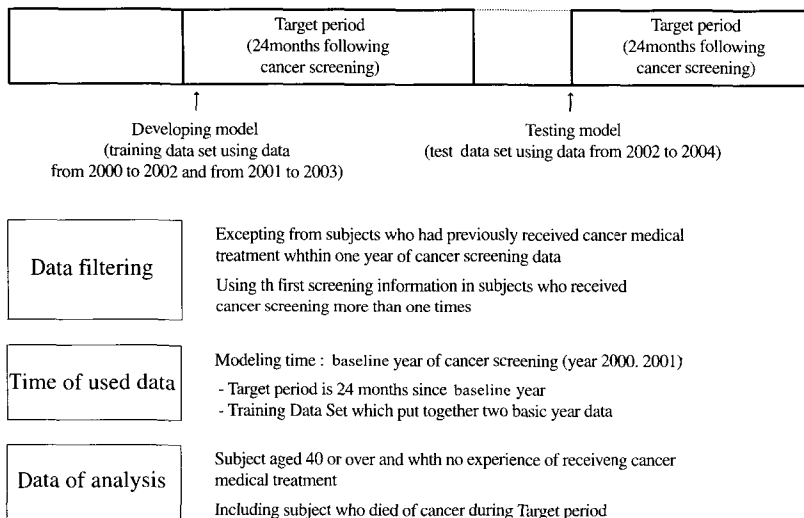 Target period
(24months following
cancer screening)
Target period
(24months following
cancer screening)
↑
↑
Developing model
(training data set using data
from 2000 to 2002 and from 2001 to 2003)
Testing model
(test data set using data from 2002 to 2004)
Data filtering
Excepting from subjects who had previously received cancer medical
treatment whthin one year of cancer screening data
Using th first screening information in subjects who received
cancer screening more than one times
Time of used data
Modeling time : baseline year of cancer screening (year 2000. 2001)
- Target period is 24 months since baseline year
- Training Data Set which put together two basic year data
Data of analysis
Subject aged 40 or over and whth no experience of receiveng cancer
medical treatment
Including subject who died of cancer during Target period